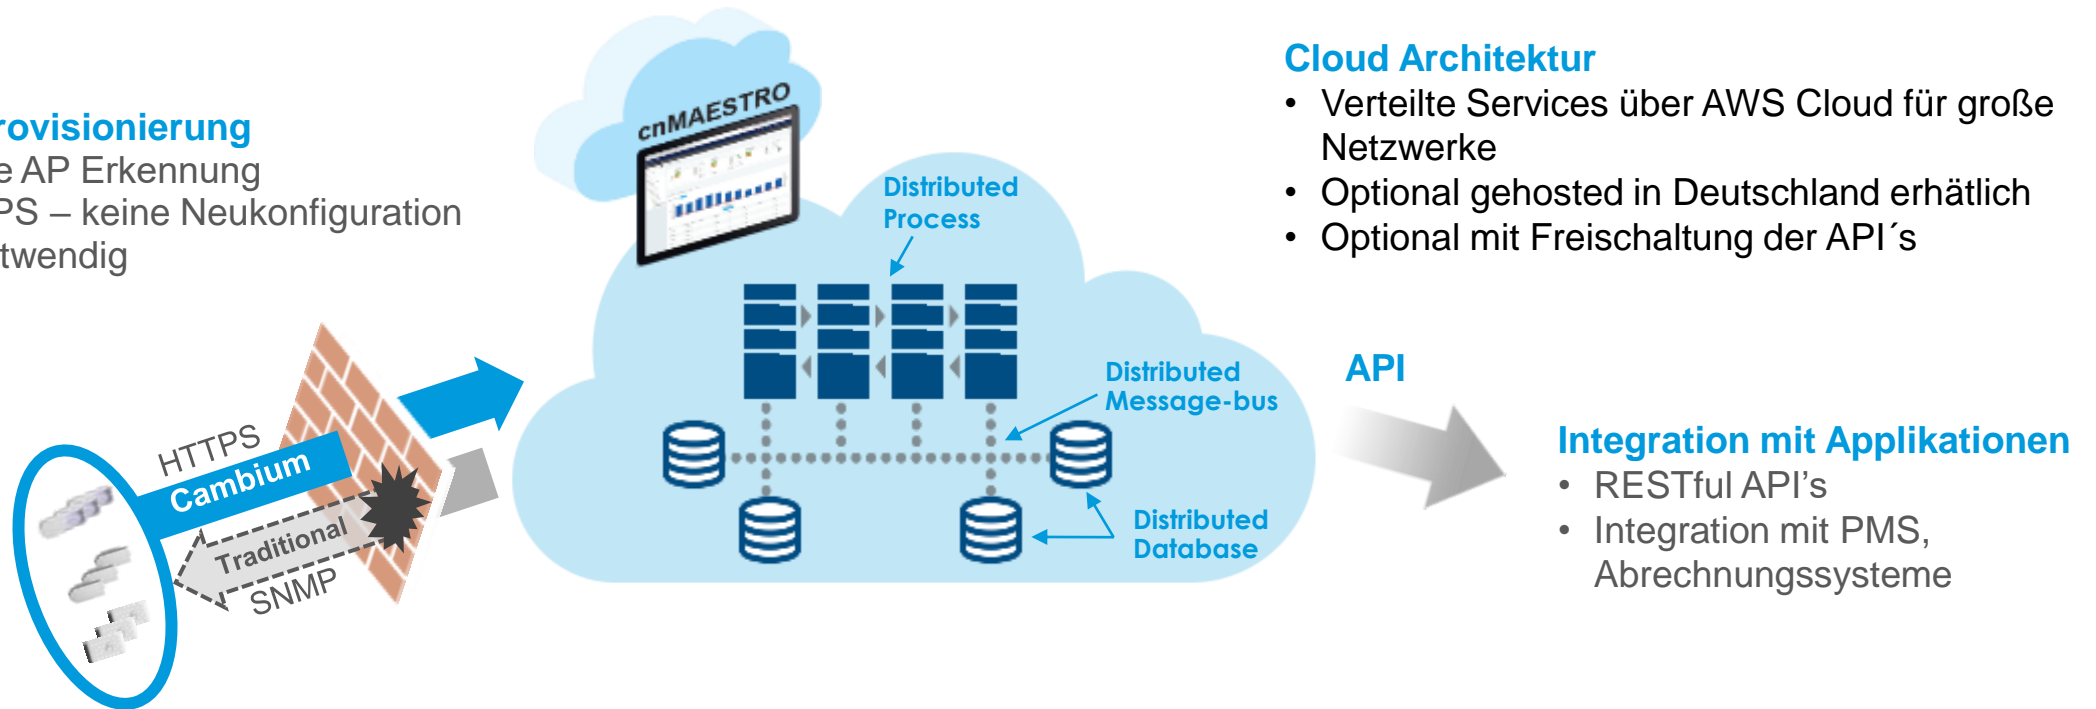 rovisionierung
e AP Erkennung
PS – keine Neukonfiguration
twendig
cnMAESTRO
Distributed
Process
Distributed
Message-bus
Distributed
Database
HTTPS
Cambium
Traditional
SNMP
Cloud Architektur
• Verteilte Services über AWS Cloud für große
Netzwerke
• Optional gehosted in Deutschland erhätlich
• Optional mit Freischaltung der API´s
API
Integration mit Applikationen
• RESTful API’s
• Integration mit PMS,
Abrechnungssysteme